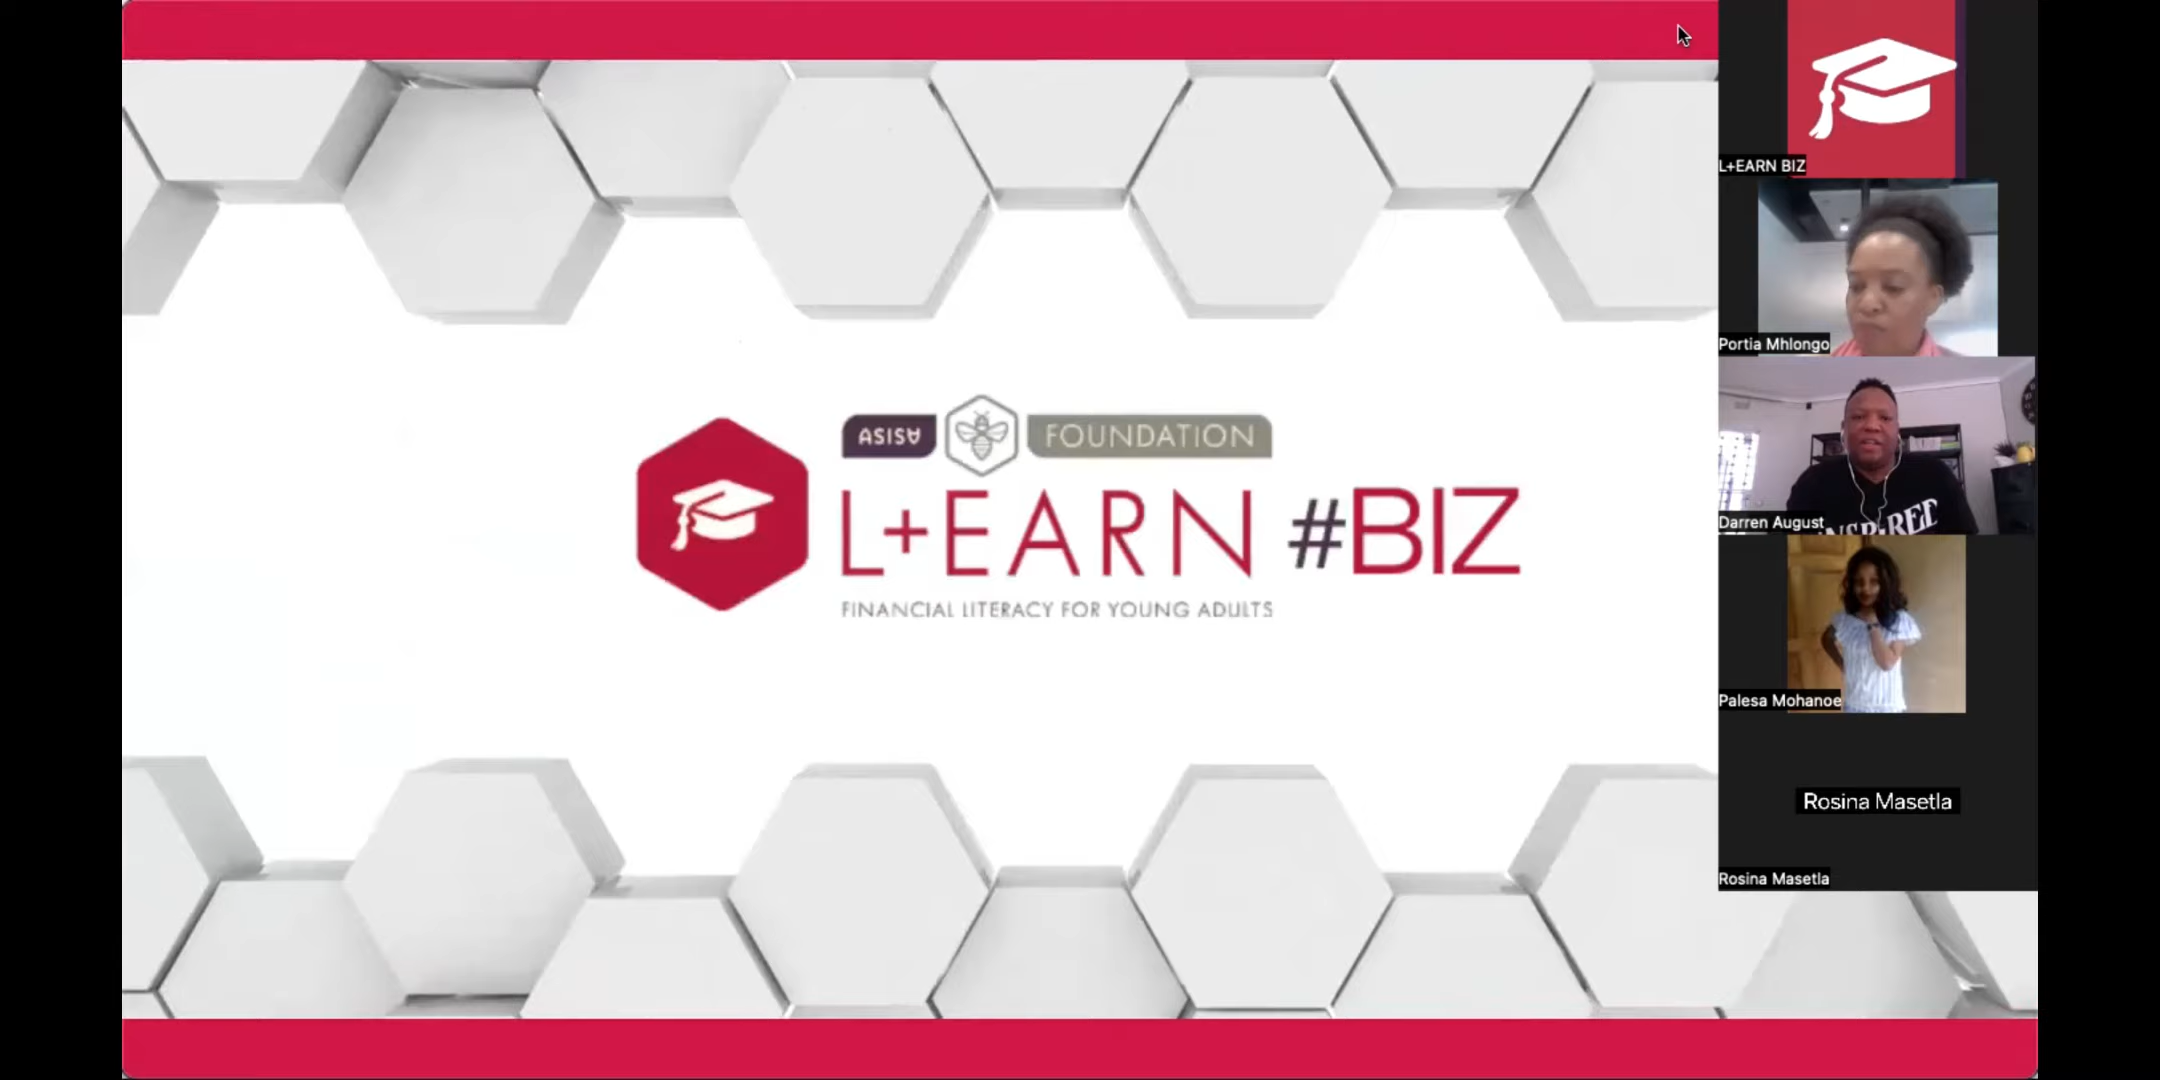 ASISA FOUNDATION
L+EARN #BIZ
FINANCIAL LITERACY FOR YOUNG ADULTS
L+EARN BIZ
Portia Mhlongo
Darren August
INSPIRED
Palesa Mohanoe
Rosina Masetla
Rosina Masetla